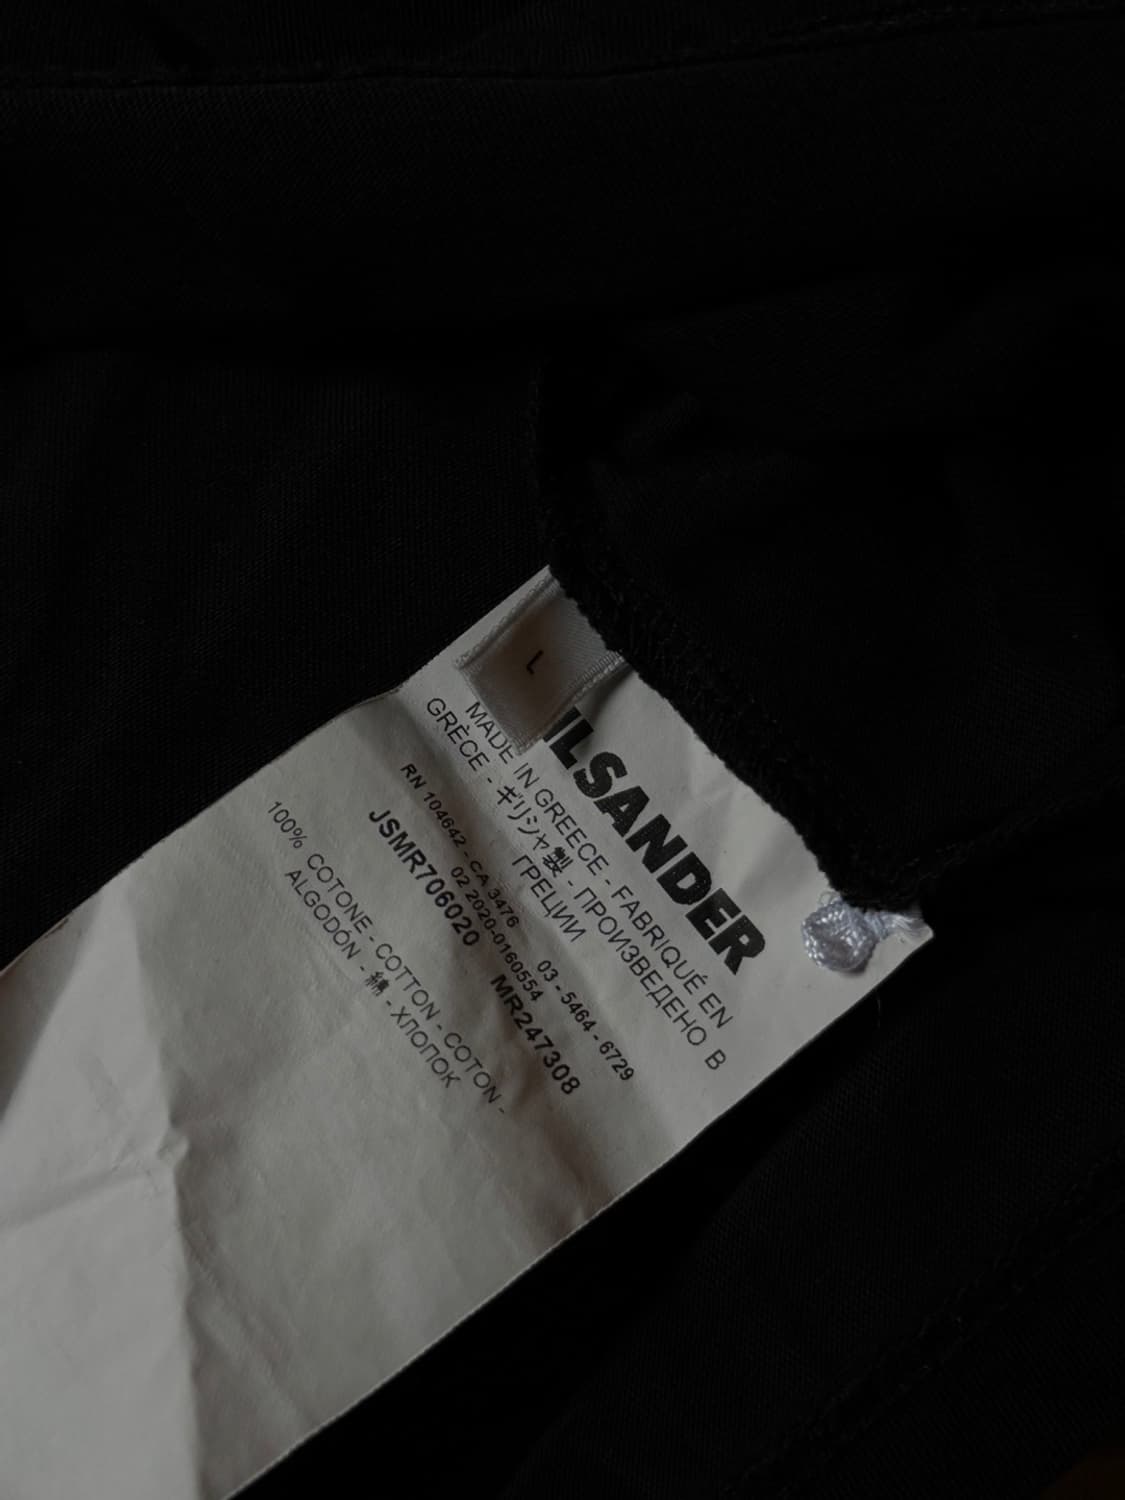 L
ILSANDER
MADE IN GREECE - FABRIQUÉ EN
GRÈCE - ギリシャ製 - ПРОИЗВЕДЕНО В
ГРЕЦИИ
03 - 5464 - 6729
RN 104642 - CA 3476
02 2020-0160554
JSMR706020 MR247308
100% COTONE - COTTON - COTON -
ALGODÓN - 綿 - ХЛОПОК